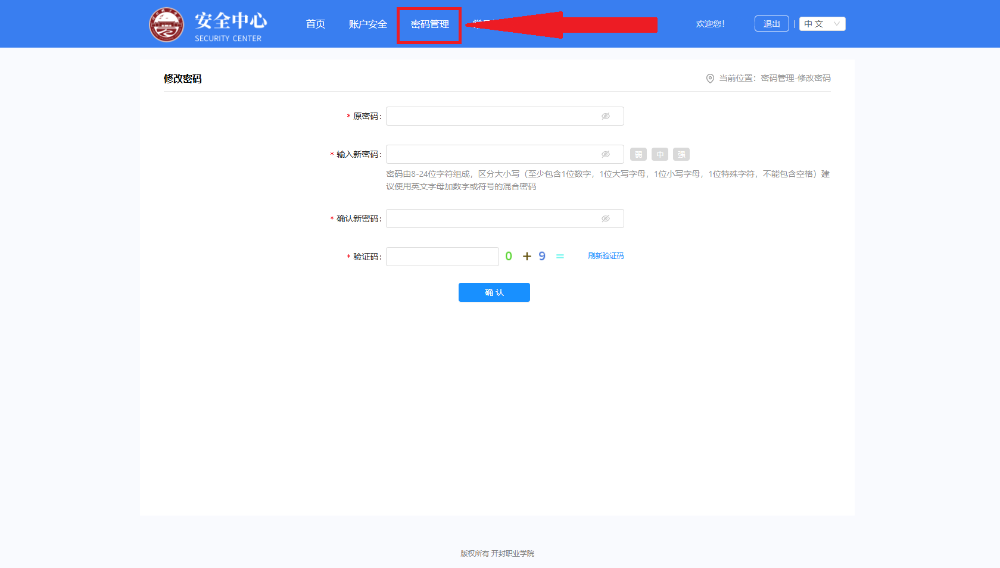 安全中心
SECURITY CENTER
首页 账户安全 密码管理
欢迎您!
退出 | 中 文
修改密码
当前位置：密码管理-修改密码
* 原密码:
* 输入新密码:
弱 中 强
密码由8-24位字符组成，区分大小写（至少包含1位数字，1位大写字母，1位小写字母，1位特殊字符，不能包含空格）建
议使用英文字母加数字或符号的混合密码
* 确认新密码:
* 验证码:
0 + 9 =
刷新验证码
确 认
版权所有 开封职业学院